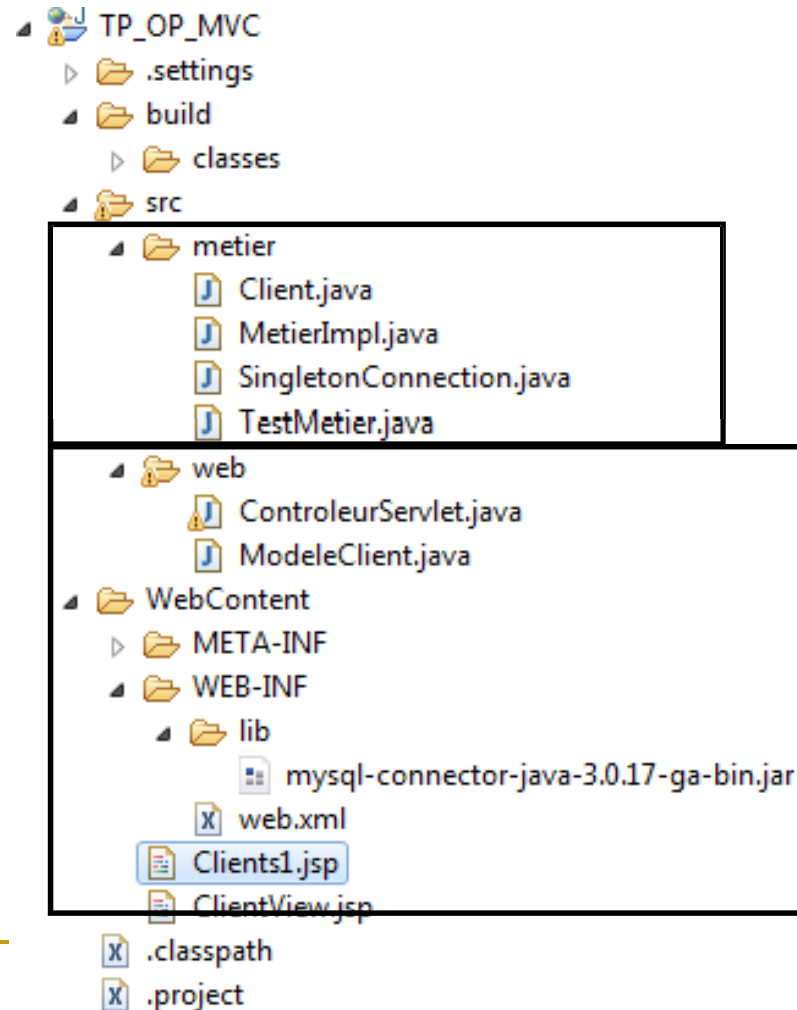 TP_OP_MVC
.settings
build
classes
src
metier
Client.java
MetierImpl.java
SingletonConnection.java
TestMetier.java
web
ControleurServlet.java
ModeleClient.java
WebContent
META-INF
WEB-INF
lib
mysql-connector-java-3.0.17-ga-bin.jar
web.xml
Clients1.jsp
ClientView.jsp
.classpath
.project